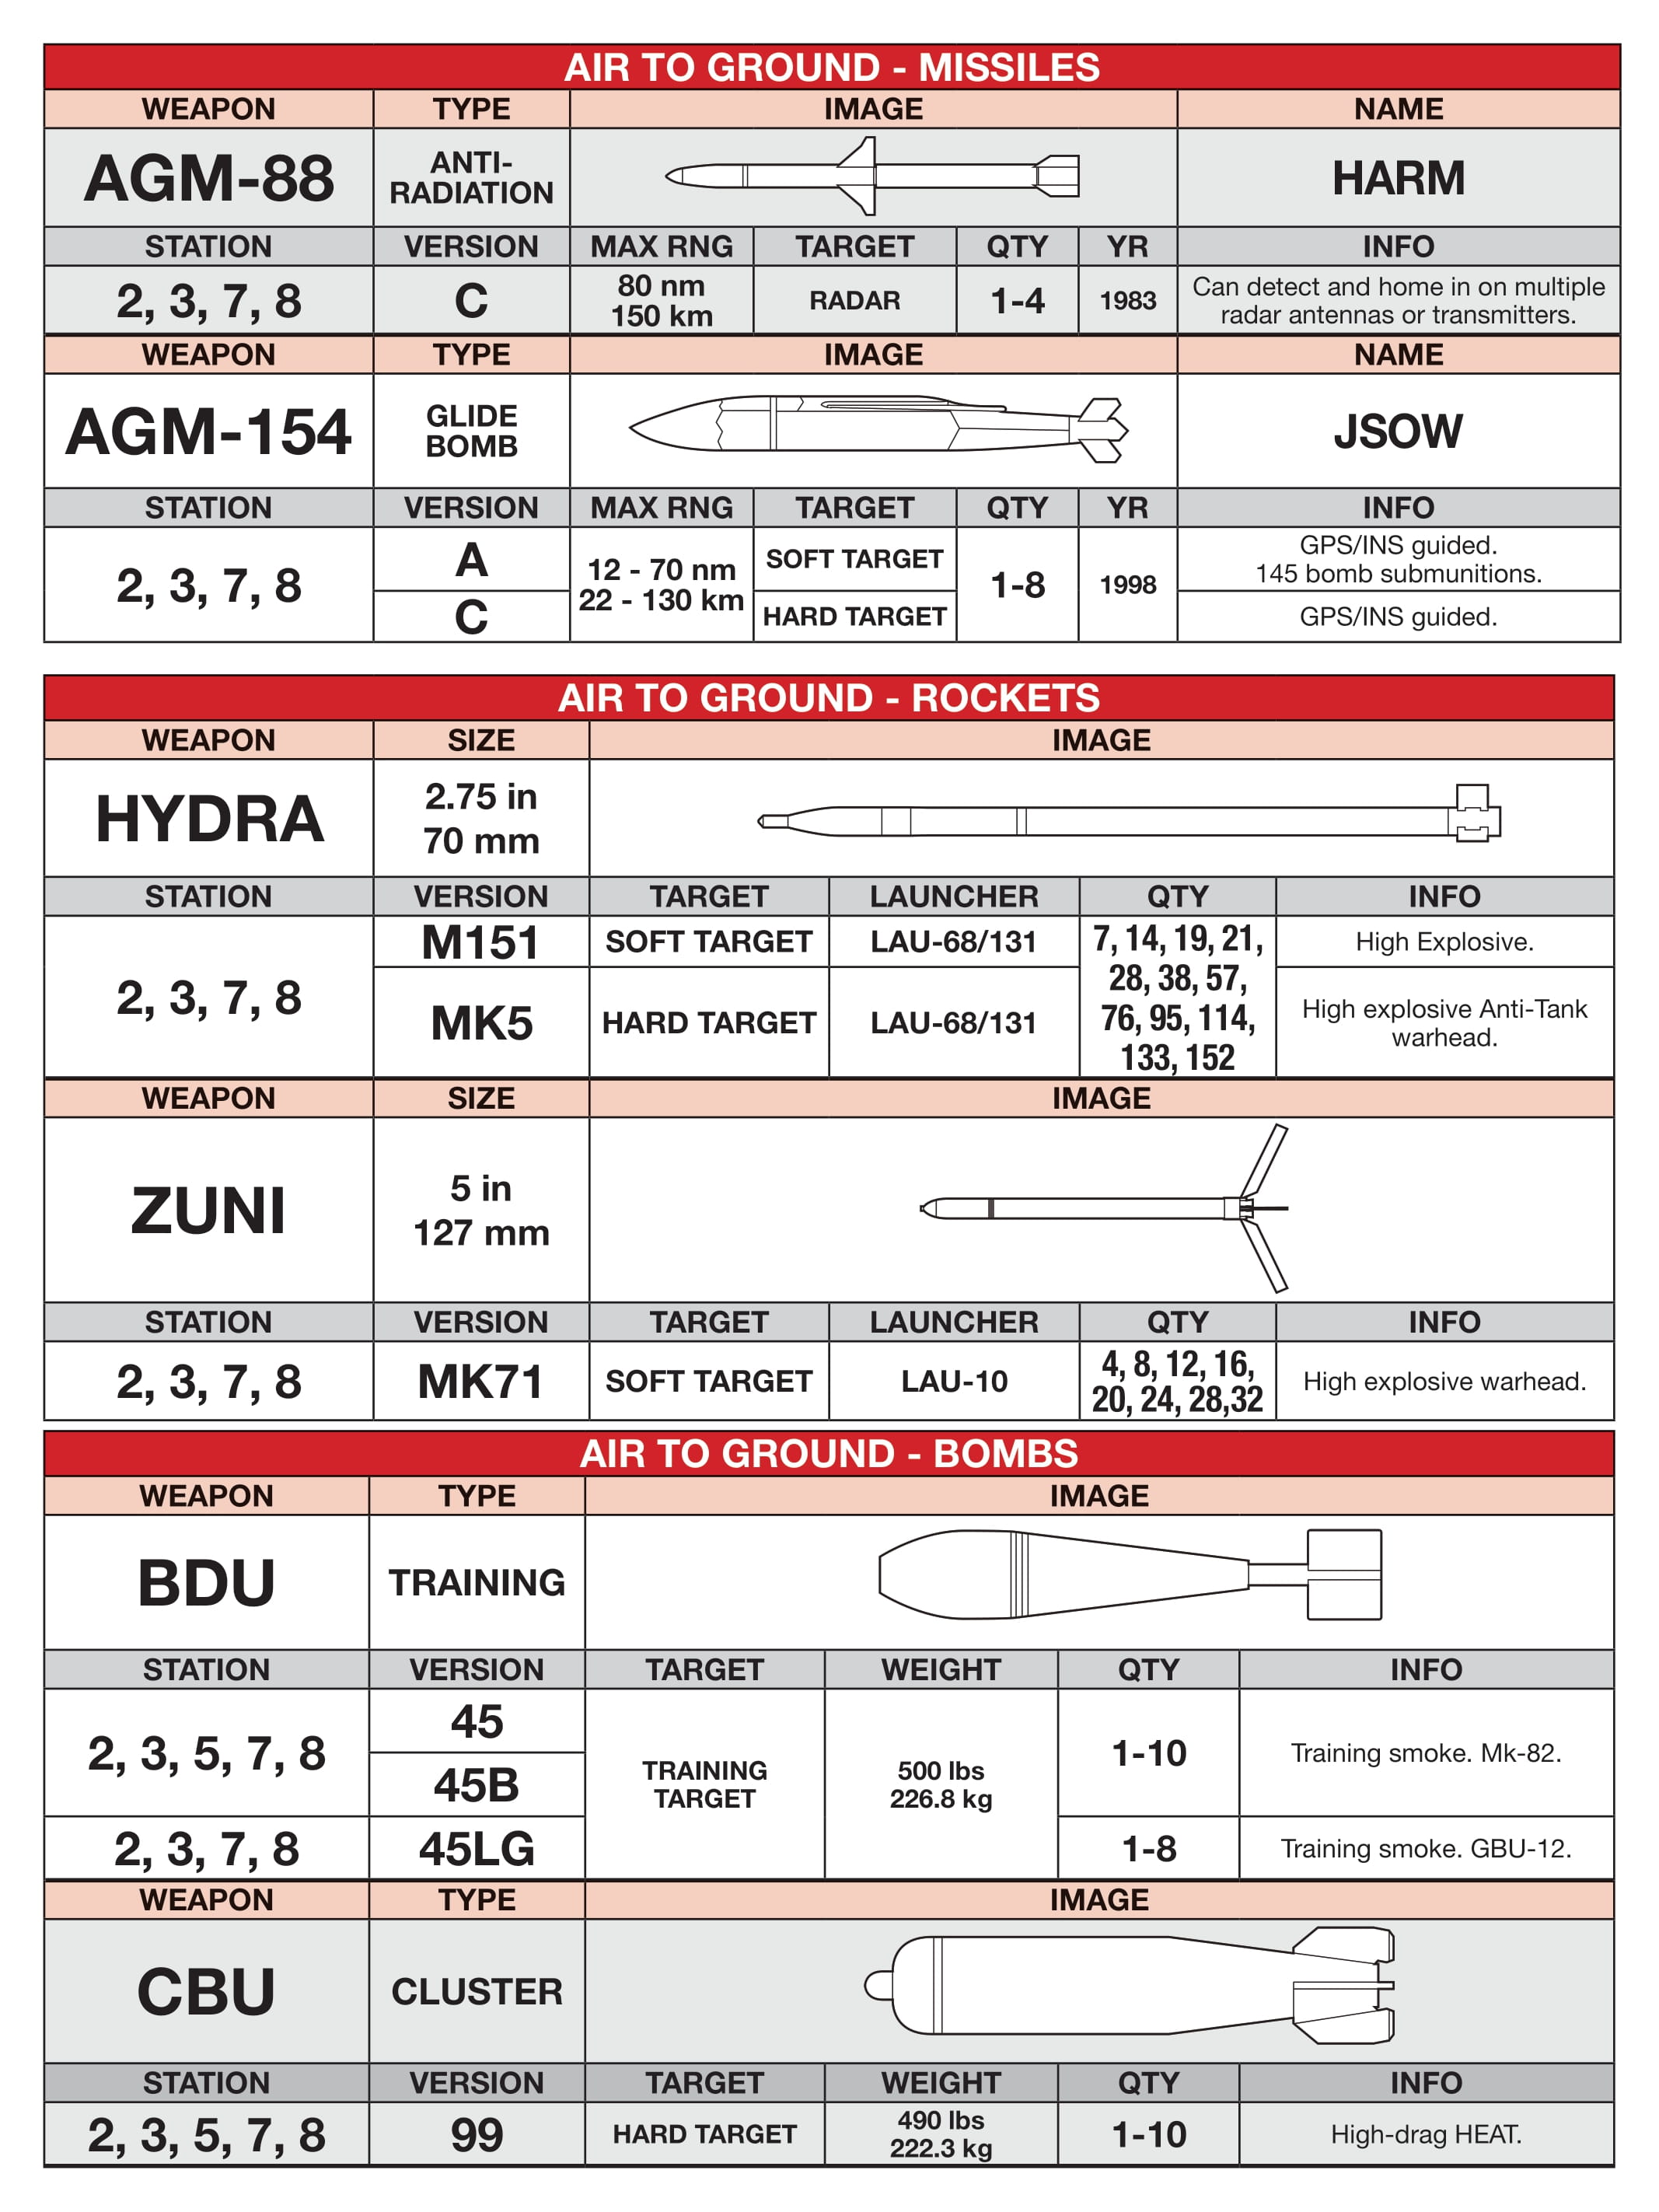 AIR TO GROUND - MISSILES
WEAPON TYPE IMAGE NAME
AGM-88 ANTI-
RADIATION HARM
STATION VERSION MAX RNG TARGET QTY YR INFO
2, 3, 7, 8 C 80 nm
150 km RADAR 1-4 1983 Can detect and home in on multiple
radar antennas or transmitters.
WEAPON TYPE IMAGE NAME
AGM-154 GLIDE
BOMB JSOW
STATION VERSION MAX RNG TARGET QTY YR INFO
2, 3, 7, 8 A 12 - 70 nm
22 - 130 km SOFT TARGET 1-8 1998 GPS/INS guided.
145 bomb submunitions.
C HARD TARGET GPS/INS guided.
AIR TO GROUND - ROCKETS
WEAPON SIZE IMAGE
HYDRA 2.75 in
70 mm
STATION VERSION TARGET LAUNCHER QTY INFO
2, 3, 7, 8 M151 SOFT TARGET LAU-68/131 7, 14, 19, 21,
28, 38, 57,
76, 95, 114,
133, 152 High Explosive.
MK5 HARD TARGET LAU-68/131 High explosive Anti-Tank
warhead.
WEAPON SIZE IMAGE
ZUNI 5 in
127 mm
STATION VERSION TARGET LAUNCHER QTY INFO
2, 3, 7, 8 MK71 SOFT TARGET LAU-10 4, 8, 12, 16,
20, 24, 28,32 High explosive warhead.
AIR TO GROUND - BOMBS
WEAPON TYPE IMAGE
BDU TRAINING
STATION VERSION TARGET WEIGHT QTY INFO
2, 3, 5, 7, 8 45 TRAINING
TARGET 500 lbs
226.8 kg 1-10 Training smoke. Mk-82.
45B
2, 3, 7, 8 45LG 1-8 Training smoke. GBU-12.
WEAPON TYPE IMAGE
CBU CLUSTER
STATION VERSION TARGET WEIGHT QTY INFO
2, 3, 5, 7, 8 99 HARD TARGET 490 lbs
222.3 kg 1-10 High-drag HEAT.